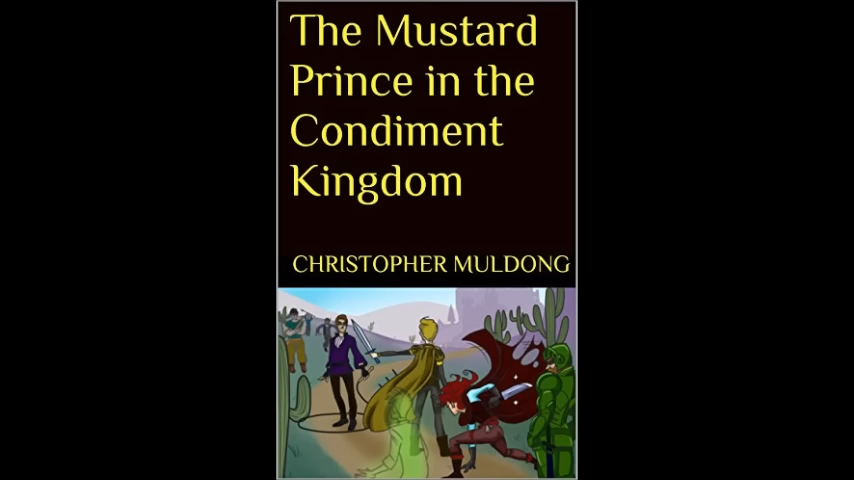 The Mustard
Prince in the
Condiment
Kingdom
CHRISTOPHER MULDONG